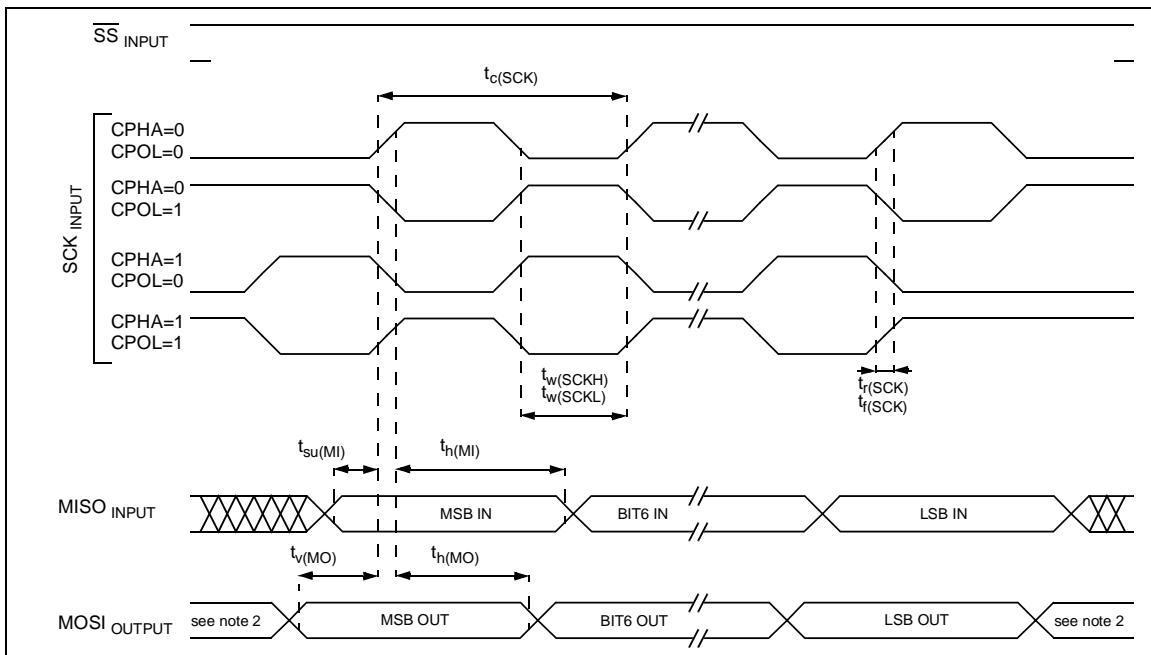 SS INPUT
tc(SCK)
SCK INPUT
CPHA=0
CPOL=0
CPHA=0
CPOL=1
CPHA=1
CPOL=0
CPHA=1
CPOL=1
tw(SCKH)
tw(SCKL)
tr(SCK)
tf(SCK)
tsu(MI)
th(MI)
MISO INPUT
MSB IN
BIT6 IN
LSB IN
tv(MO)
th(MO)
MOSI OUTPUT
see note 2
MSB OUT
BIT6 OUT
LSB OUT
see note 2